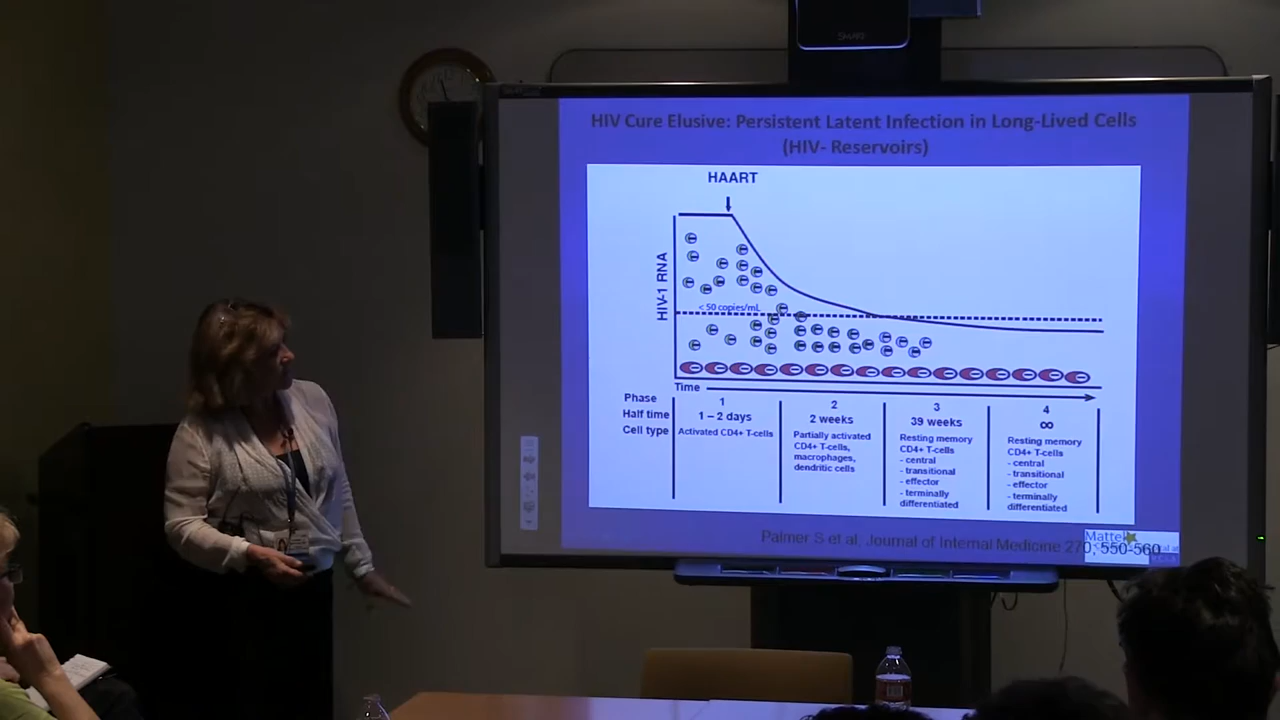 SMART
HIV Cure Elusive: Persistent Latent Infection in Long-Lived Cells
(HIV- Reservoirs)
HAART
HIV-1 RNA
< 50 copies/mL
Time
Phase
1
2
3
4
Half time
1 – 2 days
2 weeks
39 weeks
∞
Cell type
Activated CD4+ T-cells
Partially activated
CD4+ T-cells,
macrophages,
dendritic cells
Resting memory
CD4+ T-cells
- central
- transitional
- effector
- terminally
differentiated
Resting memory
CD4+ T-cells
- central
- transitional
- effector
- terminally
differentiated
Palmer S et al, Journal of Internal Medicine 270, 550-560
Mattel